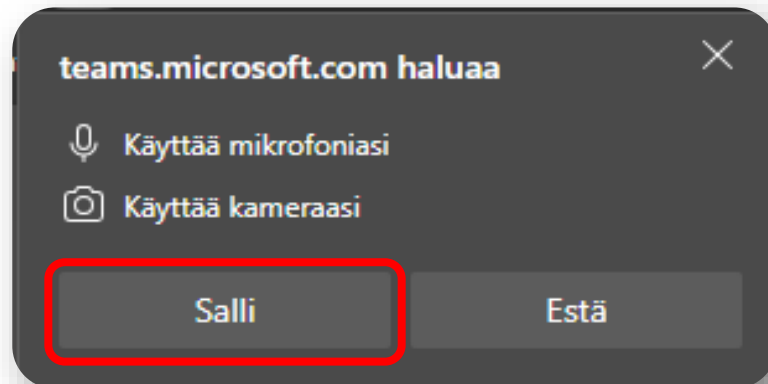 teams.microsoft.com haluaa
Käyttää mikrofoniasi
Käyttää kameraasi
Salli
Estä